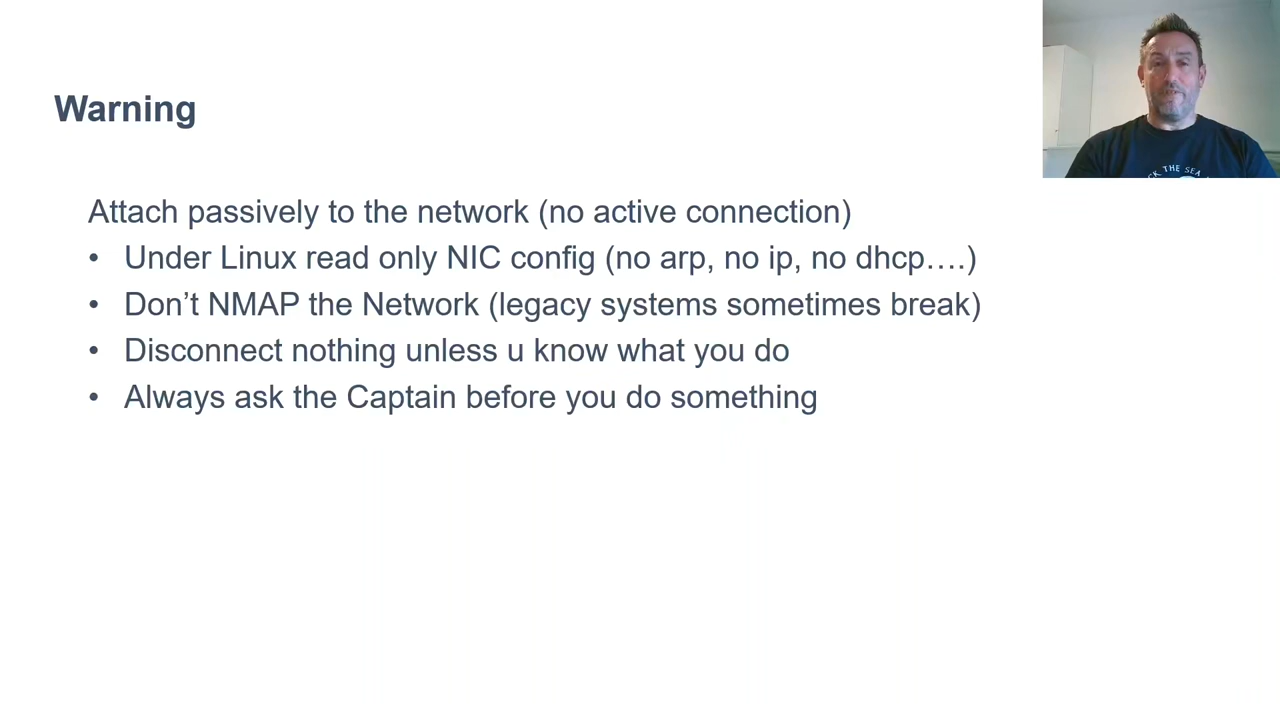 Warning
Attach passively to the network (no active connection)
• Under Linux read only NIC config (no arp, no ip, no dhcp….)
• Don’t NMAP the Network (legacy systems sometimes break)
• Disconnect nothing unless u know what you do
• Always ask the Captain before you do something
THE SEA